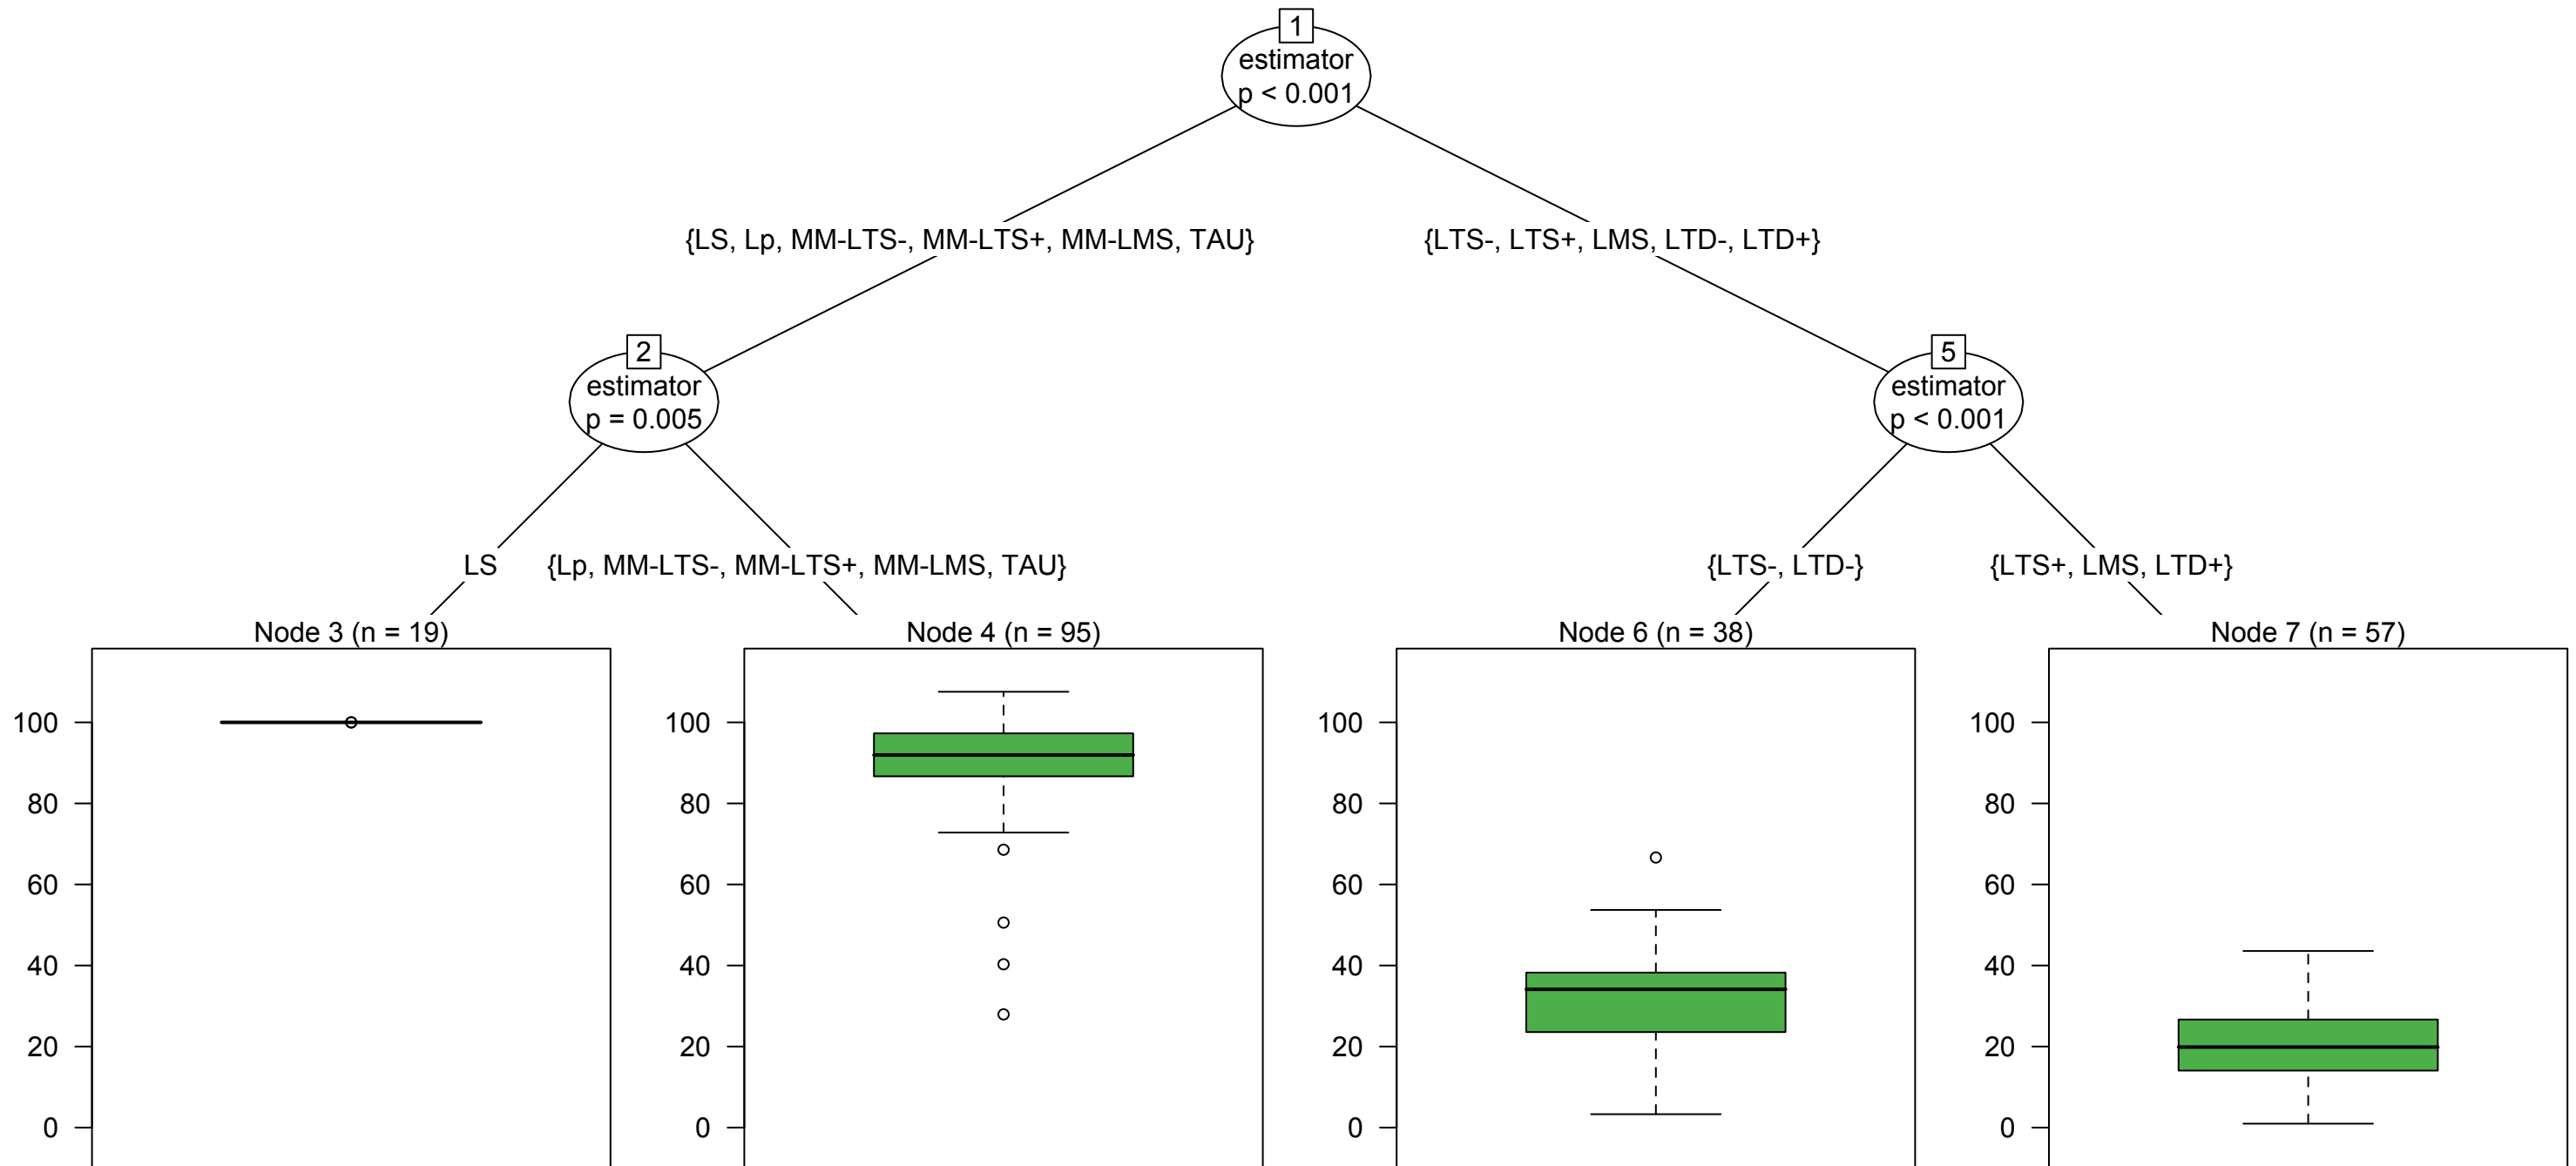 1
estimator
p < 0.001
{LS, Lp, MM-LTS-, MM-LTS+, MM-LMS, TAU}
{LTS-, LTS+, LMS, LTD-, LTD+}
2
estimator
p = 0.005
5
estimator
p < 0.001
LS
{Lp, MM-LTS-, MM-LTS+, MM-LMS, TAU}
{LTS-, LTD-}
{LTS+, LMS, LTD+}
Node 3 (n = 19)
100
80
60
40
20
0
Node 4 (n = 95)
100
80
60
40
20
0
Node 6 (n = 38)
100
80
60
40
20
0
Node 7 (n = 57)
100
80
60
40
20
0